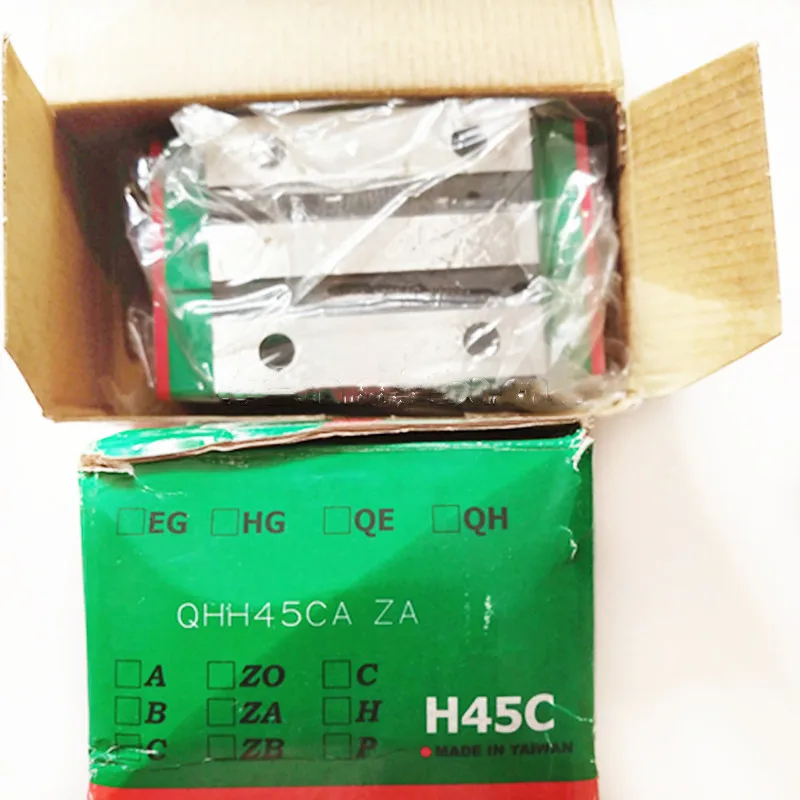 EG HG QE QH
QHH45CA ZA
A ZO C
B ZA H
C ZB P
H45C
MADE IN TAIWAN